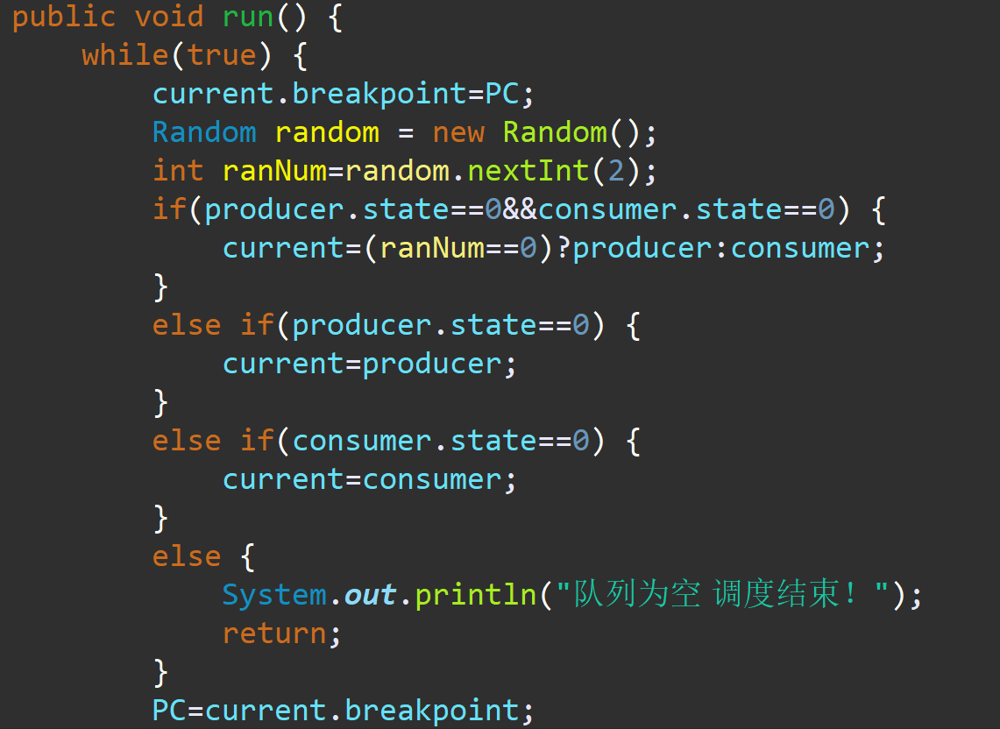 public void run() {
    while(true) {
        current.breakpoint=PC;
        Random random = new Random();
        int ranNum=random.nextInt(2);
        if(producer.state==0&&consumer.state==0) {
            current=(ranNum==0)?producer:consumer;
        }
        else if(producer.state==0) {
            current=producer;
        }
        else if(consumer.state==0) {
            current=consumer;
        }
        else {
            System.out.println("队列为空 调度结束！");
            return;
        }
        PC=current.breakpoint;